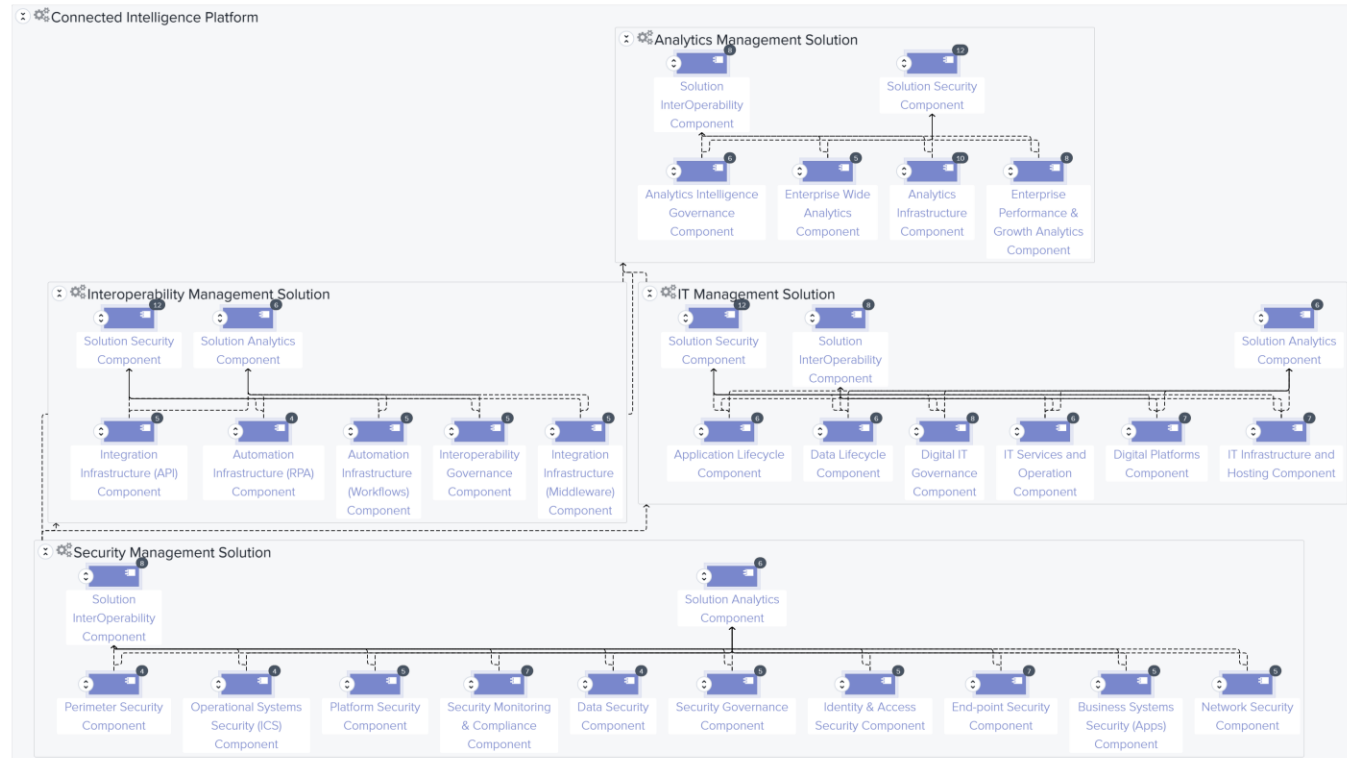 Connected Intelligence Platform
Analytics Management Solution
8
Solution
InterOperability
Component
12
Solution Security
Component
6
Analytics Intelligence
Governance
Component
5
Enterprise Wide
Analytics
Component
10
Analytics
Infrastructure
Component
8
Enterprise
Performance &
Growth Analytics
Component
Interoperability Management Solution
12
Solution Security
Component
6
Solution Analytics
Component
5
Integration
Infrastructure (API)
Component
4
Automation
Infrastructure (RPA)
Component
5
Automation
Infrastructure
(Workflows)
Component
5
Interoperability
Governance
Component
5
Integration
Infrastructure
(Middleware)
Component
IT Management Solution
12
Solution Security
Component
8
Solution
InterOperability
Component
6
Solution Analytics
Component
6
Application Lifecycle
Component
6
Data Lifecycle
Component
8
Digital IT
Governance
Component
6
IT Services and
Operation
Component
7
Digital Platforms
Component
7
IT Infrastructure and
Hosting Component
Security Management Solution
8
Solution
InterOperability
Component
6
Solution Analytics
Component
4
Perimeter Security
Component
4
Operational Systems
Security (ICS)
Component
5
Platform Security
Component
7
Security Monitoring
& Compliance
Component
4
Data Security
Component
5
Security Governance
Component
5
Identity & Access
Security Component
7
End-point Security
Component
5
Business Systems
Security (Apps)
Component
5
Network Security
Component